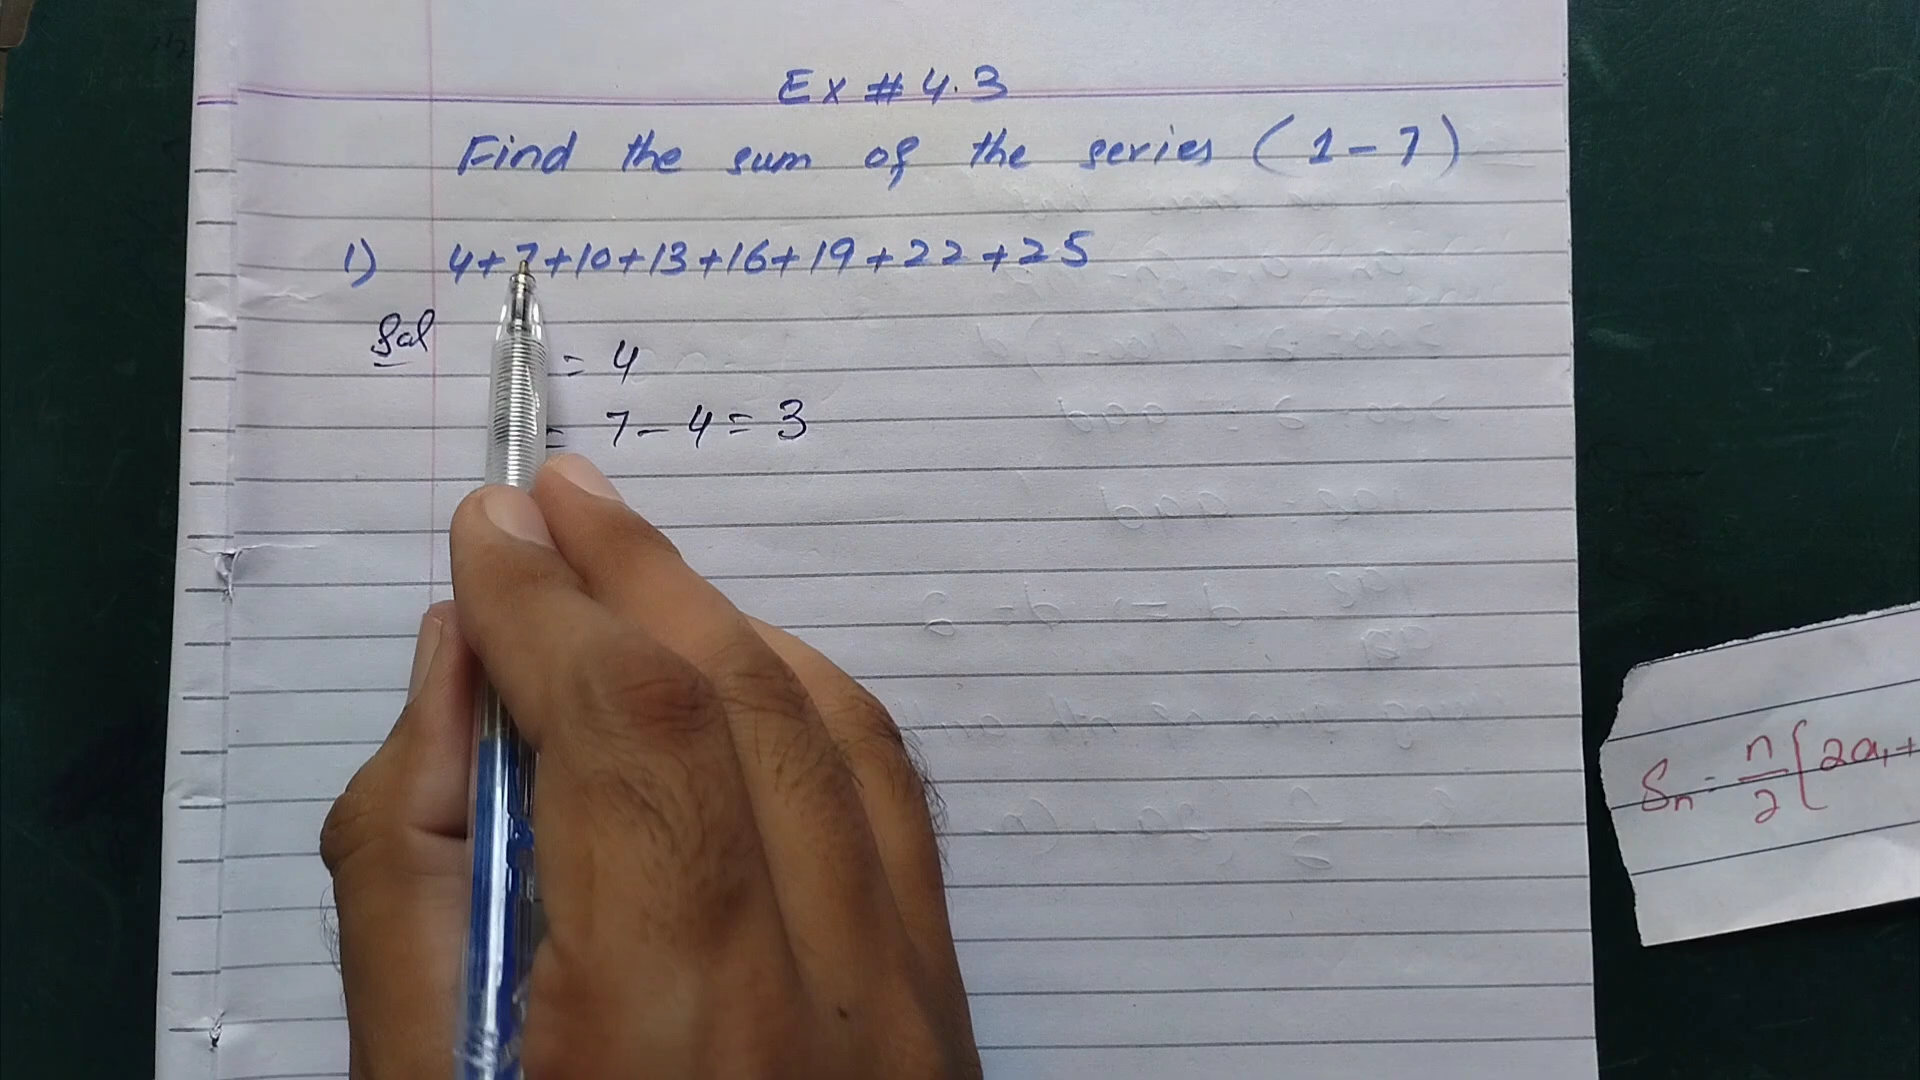 Ex # 4.3
Find the sum of the series (1-7)
1) 4+7+10+13+16+19+22+25
Sol
= 4
= 7-4=3
Sn = n/2 [2a1+